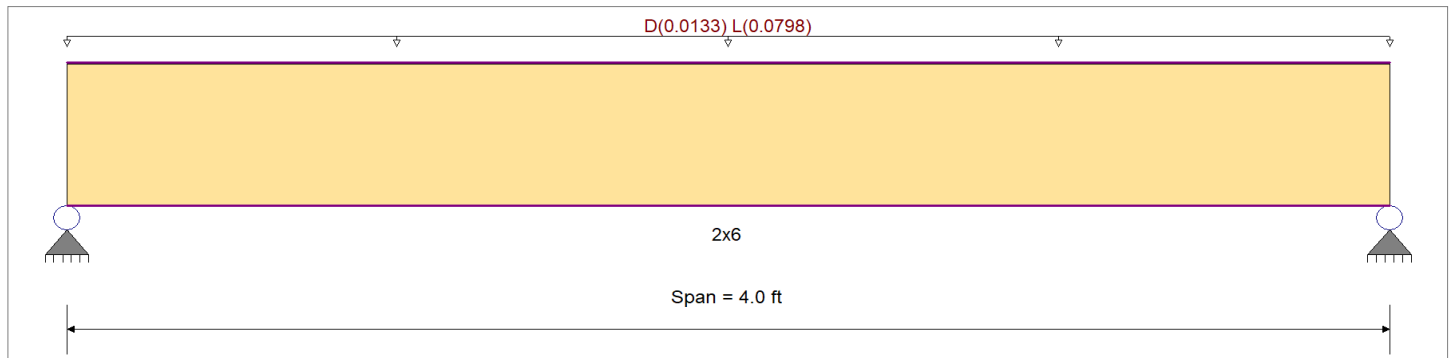 D(0.0133) L(0.0798)
2x6
Span = 4.0 ft